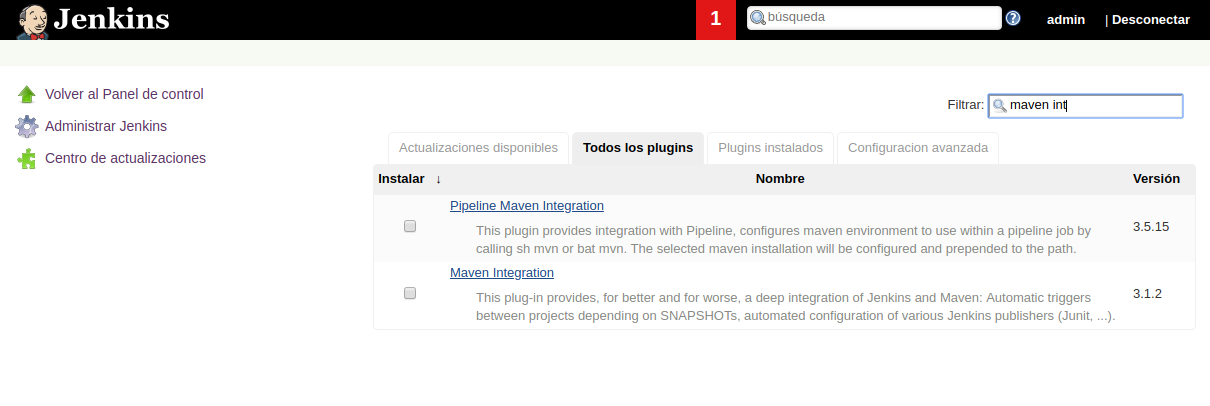 Jenkins
1
búsqueda
admin
| Desconectar
Volver al Panel de control
Administrar Jenkins
Centro de actualizaciones
Filtrar: maven int
Actualizaciones disponibles
Todos los plugins
Plugins instalados
Configuracion avanzada
Instalar ↓
Nombre
Versión
Pipeline Maven Integration
This plugin provides integration with Pipeline, configures maven environment to use within a pipeline job by
calling sh mvn or bat mvn. The selected maven installation will be configured and prepended to the path.
3.5.15
Maven Integration
This plug-in provides, for better and for worse, a deep integration of Jenkins and Maven: Automatic triggers
between projects depending on SNAPSHOTs, automated configuration of various Jenkins publishers (Junit, ...).
3.1.2